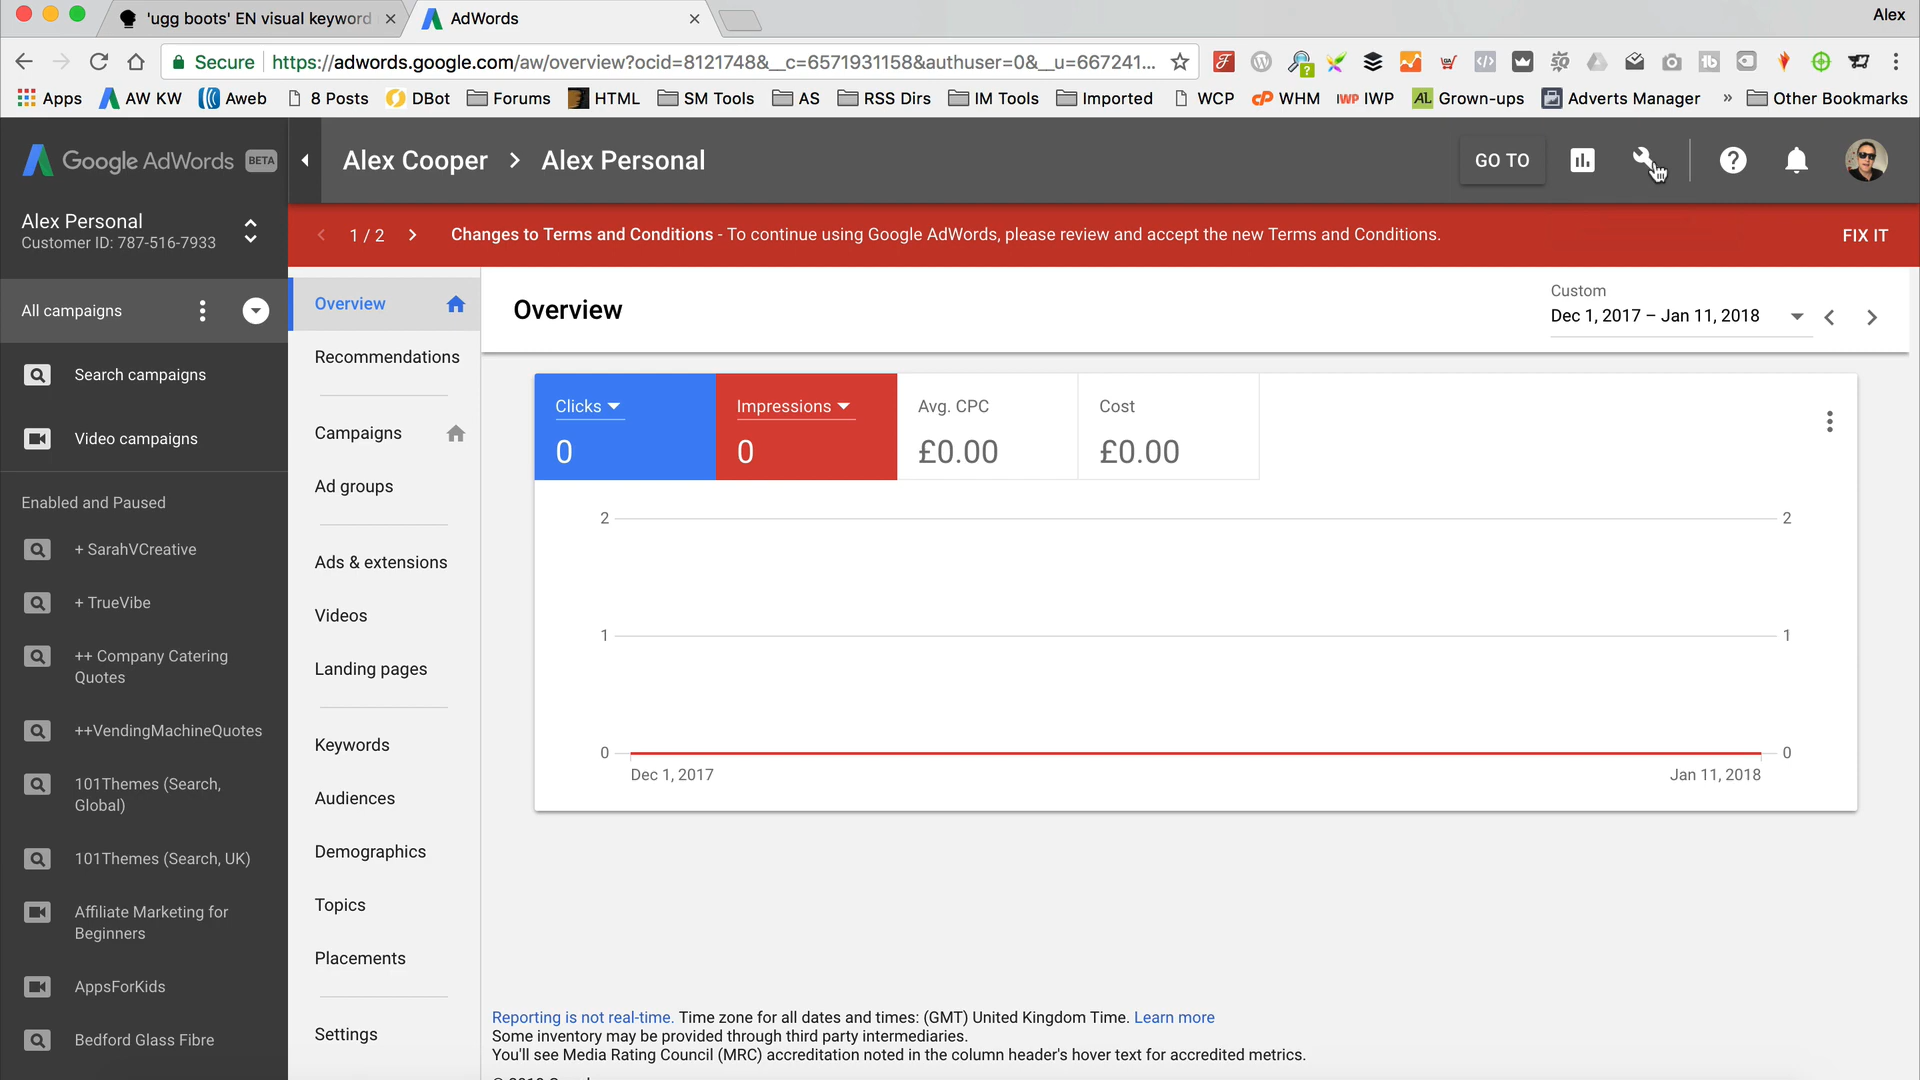 'ugg boots' EN visual keyword
AdWords
Alex
Secure
https://adwords.google.com/aw/overview?ocid=8121748&__c=6571931158&authuser=0&__u=667241...
Apps
AW KW
Aweb
8 Posts
DBot
Forums
HTML
SM Tools
AS
RSS Dirs
IM Tools
Imported
WCP
cP WHM
IWP IWP
AL Grown-ups
Adverts Manager
»
Other Bookmarks
Google AdWords BETA
Alex Cooper > Alex Personal
GO TO
Alex Personal
Customer ID: 787-516-7933
1 / 2
Changes to Terms and Conditions - To continue using Google AdWords, please review and accept the new Terms and Conditions.
FIX IT
All campaigns
Search campaigns
Video campaigns
Enabled and Paused
+ SarahVCreative
+ TrueVibe
++ Company Catering
Quotes
++VendingMachineQuotes
101Themes (Search,
Global)
101Themes (Search, UK)
Affiliate Marketing for
Beginners
AppsForKids
Bedford Glass Fibre
Overview
Recommendations
Campaigns
Ad groups
Ads & extensions
Videos
Landing pages
Keywords
Audiences
Demographics
Topics
Placements
Settings
Overview
Custom
Dec 1, 2017 – Jan 11, 2018
Clicks
0
Impressions
0
Avg. CPC
£0.00
Cost
£0.00
2
2
1
1
0
0
Dec 1, 2017
Jan 11, 2018
Reporting is not real-time. Time zone for all dates and times: (GMT) United Kingdom Time. Learn more
Some inventory may be provided through third party intermediaries.
You'll see Media Rating Council (MRC) accreditation noted in the column header's hover text for accredited metrics.